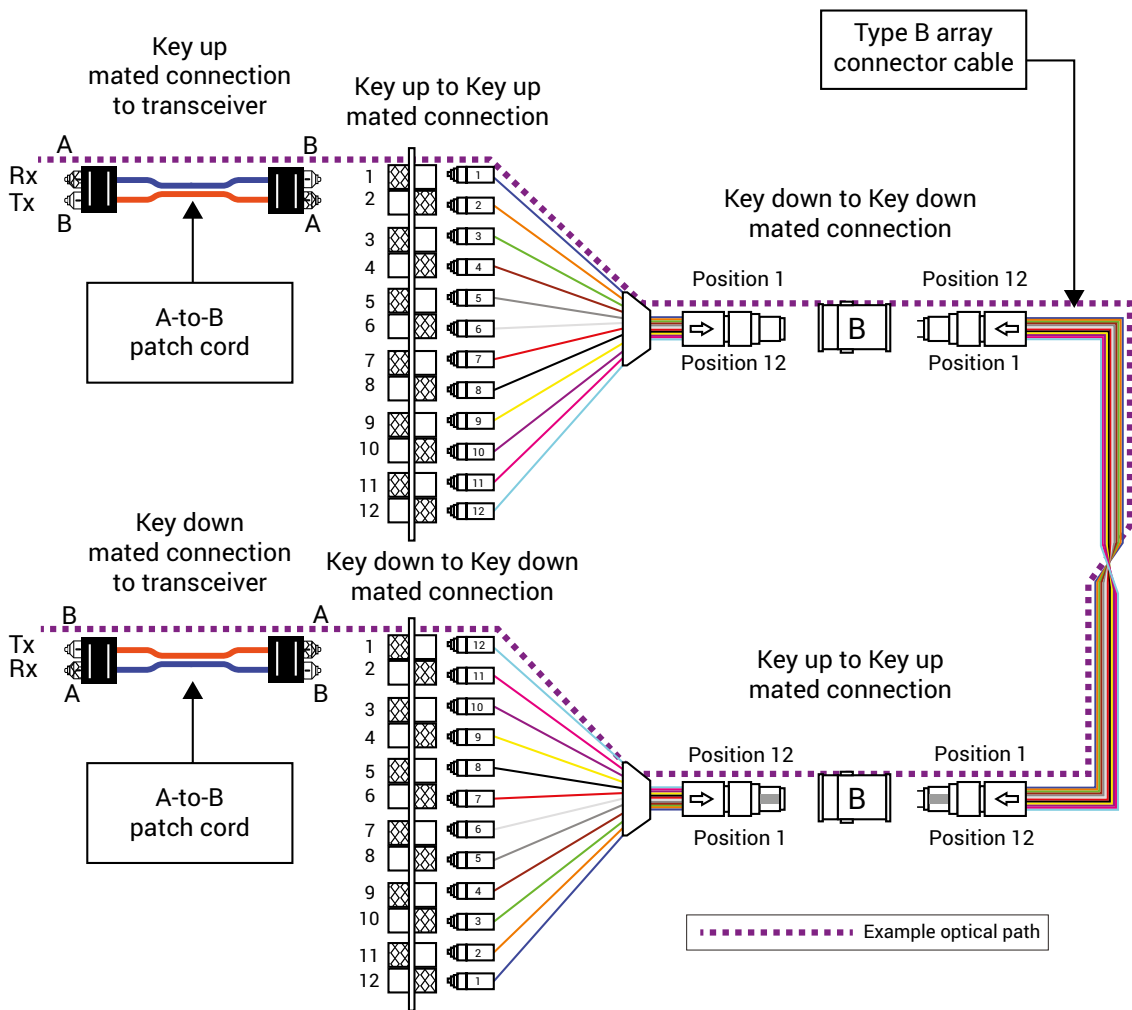 Key up
mated connection
to transceiver
Key up to Key up
mated connection
Type B array
connector cable
A
B
Rx
Tx
B
A
A-to-B
patch cord
1
2
3
4
5
6
7
8
9
10
11
12
1
2
3
4
5
6
7
8
9
10
11
12
Key down to Key down
mated connection
Position 1
Position 12
B
Position 12
Position 1
Key down
mated connection
to transceiver
Key down to Key down
mated connection
B
A
Tx
Rx
A
B
A-to-B
patch cord
1
2
3
4
5
6
7
8
9
10
11
12
12
11
10
9
8
7
6
5
4
3
2
1
Key up to Key up
mated connection
Position 12
Position 1
B
Position 1
Position 12
Example optical path